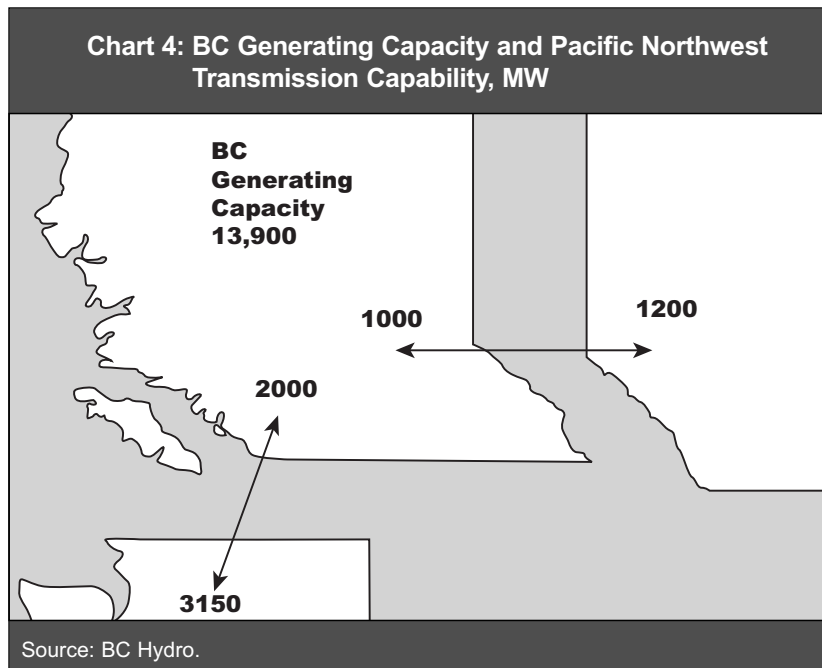 Chart 4: BC Generating Capacity and Pacific Northwest
Transmission Capability, MW
BC
Generating
Capacity
13,900
1000
1200
2000
3150
Source: BC Hydro.